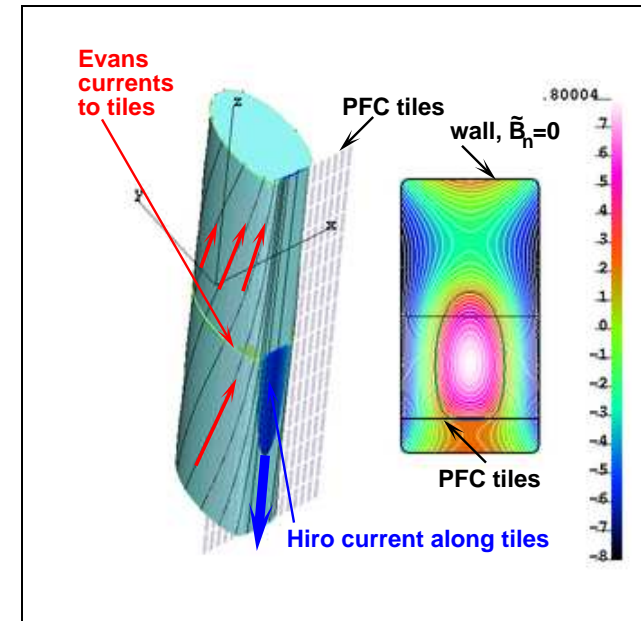 Evans
currents
to tiles
z
y
x
PFC tiles
Hiro current along tiles
wall, B̃n=0
PFC tiles
.80004
.7
.5
.4
.3
.2
.1
.0
-.1
-.2
-.3
-.4
-.5
-.6
-.7
-.8